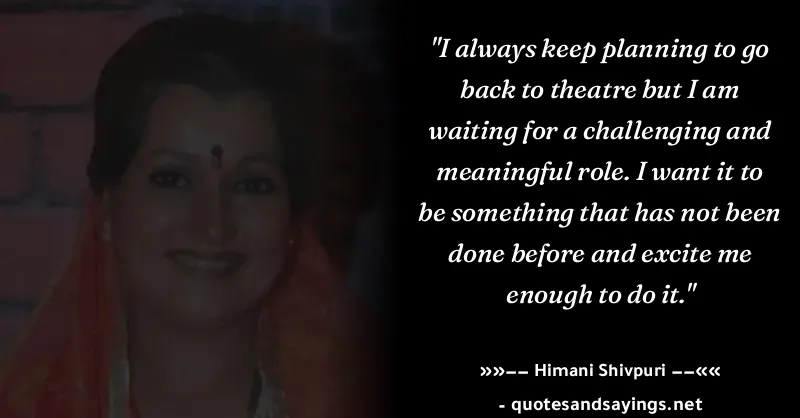 "I always keep planning to go
back to theatre but I am
waiting for a challenging and
meaningful role. I want it to
be something that has not been
done before and excite me
enough to do it."
»»−− Himani Shivpuri −−««
- quotesandsayings.net